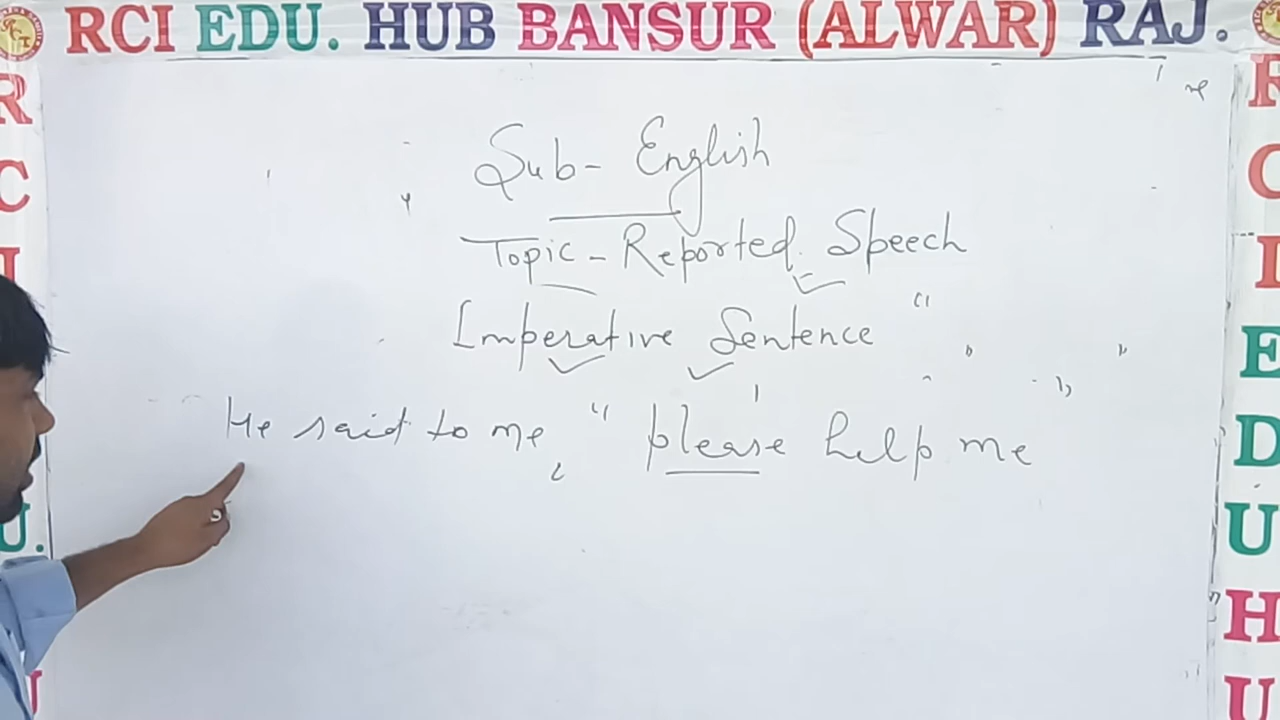 RCI EDU. HUB BANSUR (ALWAR) RAJ.
Sub- English
Topic - Reported Speech
Imperative Sentence
He said to me, "please help me"
R
C
I
U.
R
C
I
E
D
U
H
U